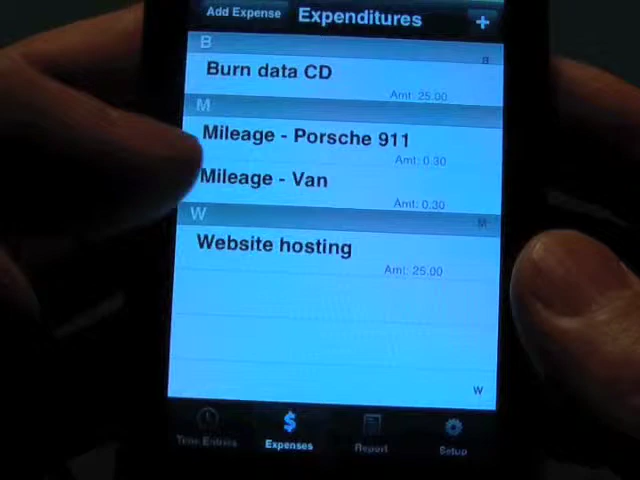 Add Expense
Expenditures
+
B
B
Burn data CD
Amt: 25.00
M
Mileage - Porsche 911
Amt: 0.30
Mileage - Van
Amt: 0.30
W
M
Website hosting
Amt: 25.00
W
Time Entries
$
Expenses
Report
Setup